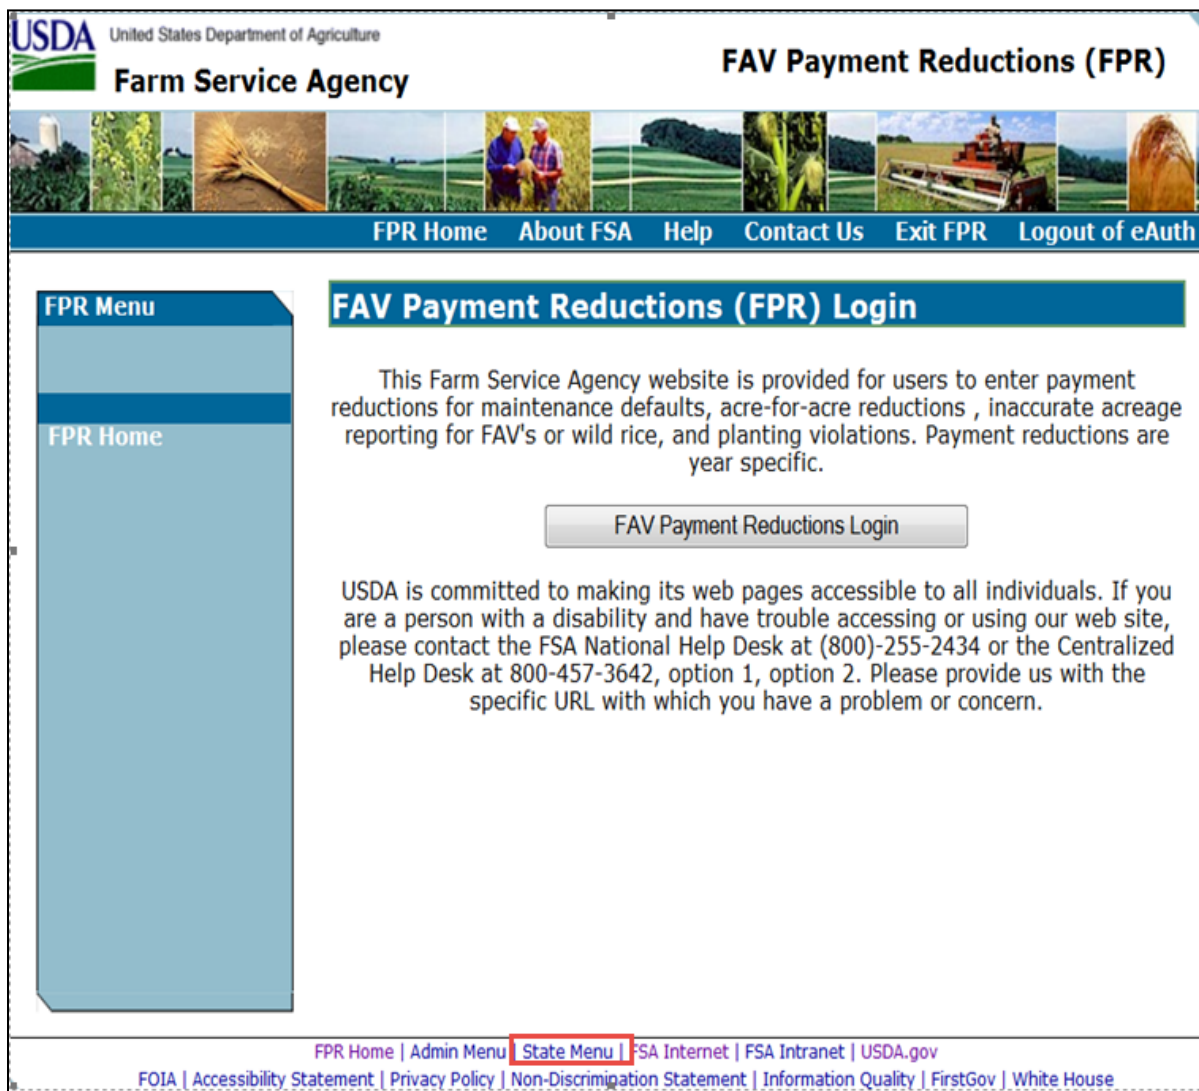 USDA United States Department of Agriculture
Farm Service Agency
FAV Payment Reductions (FPR)
FPR Home About FSA Help Contact Us Exit FPR Logout of eAuth
FPR Menu
FPR Home
FAV Payment Reductions (FPR) Login
This Farm Service Agency website is provided for users to enter payment
reductions for maintenance defaults, acre-for-acre reductions , inaccurate acreage
reporting for FAV's or wild rice, and planting violations. Payment reductions are
year specific.
FAV Payment Reductions Login
USDA is committed to making its web pages accessible to all individuals. If you
are a person with a disability and have trouble accessing or using our web site,
please contact the FSA National Help Desk at (800)-255-2434 or the Centralized
Help Desk at 800-457-3642, option 1, option 2. Please provide us with the
specific URL with which you have a problem or concern.
FPR Home | Admin Menu | State Menu | FSA Internet | FSA Intranet | USDA.gov
FOIA | Accessibility Statement | Privacy Policy | Non-Discrimination Statement | Information Quality | FirstGov | White House